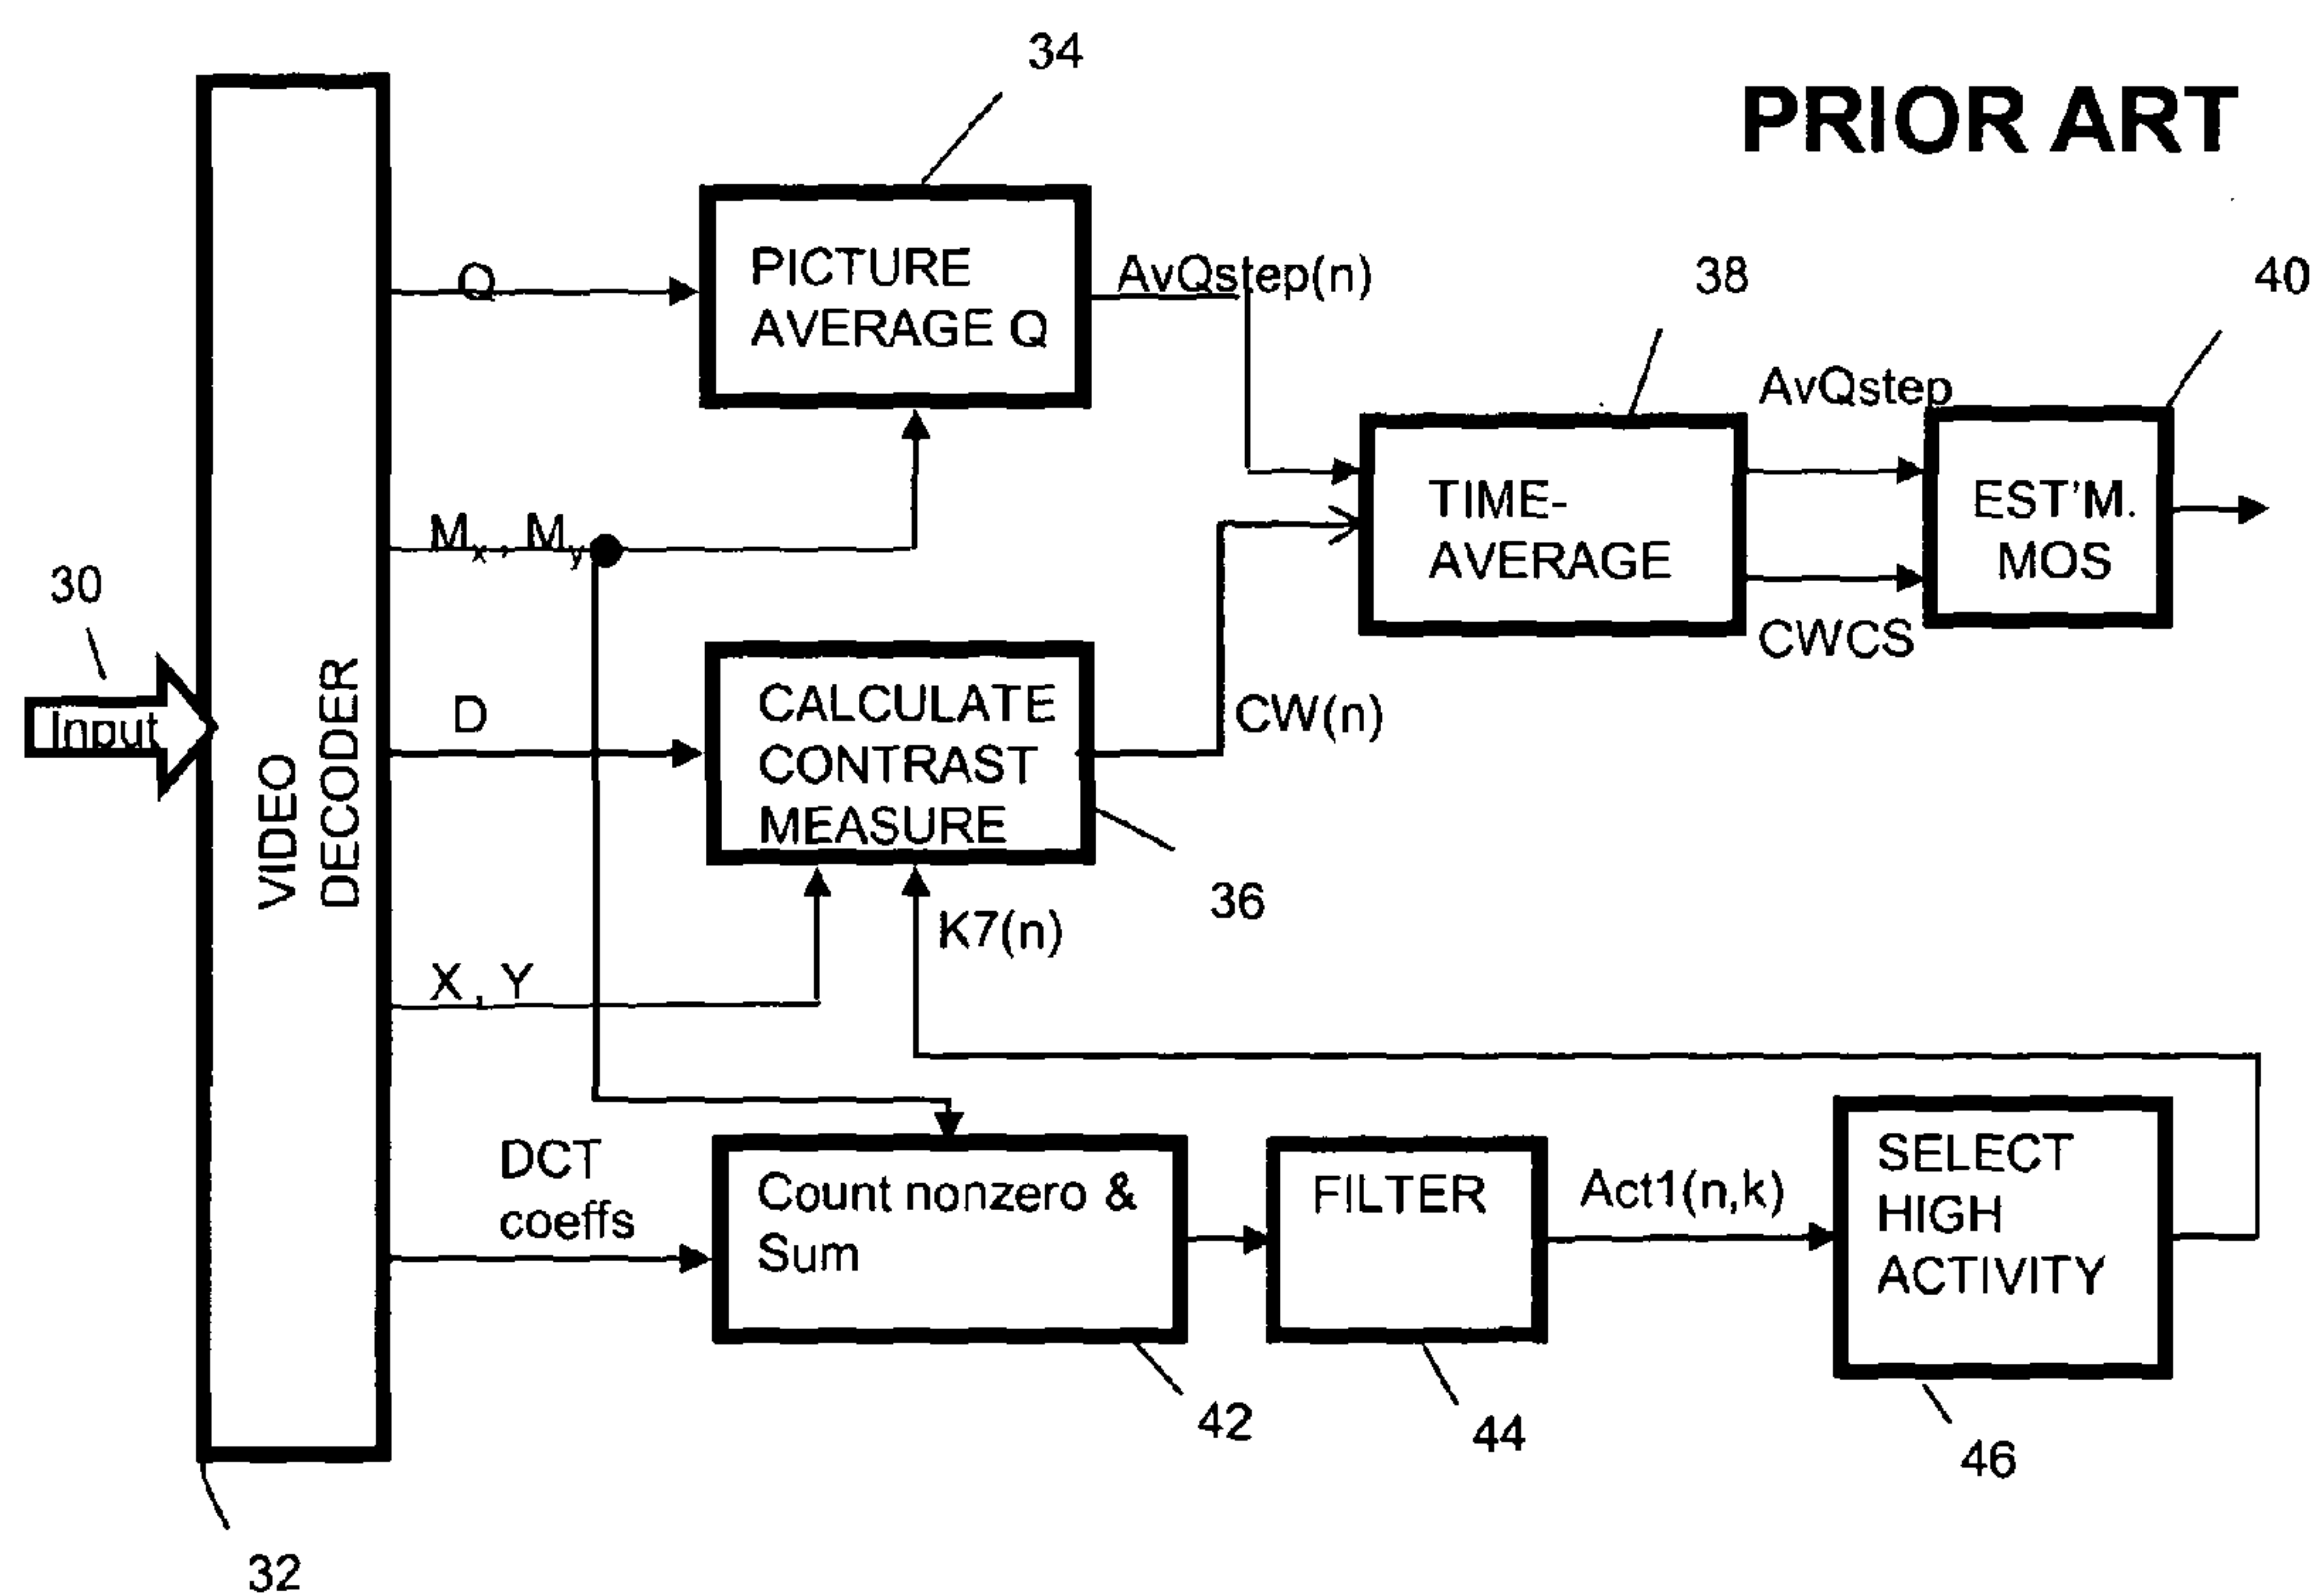 34
PRIOR ART
Q
PICTURE
AVERAGE Q
AvQstep(n)
38
40
AvQstep
Mx, My
TIME-
AVERAGE
EST'M.
MOS
CWCS
30
Input
VIDEO
DECODER
D
CALCULATE
CONTRAST
MEASURE
CW(n)
36
K7(n)
X, Y
DCT
coeffs
Count nonzero &
Sum
FILTER
Act1(n,k)
SELECT
HIGH
ACTIVITY
42
44
46
32